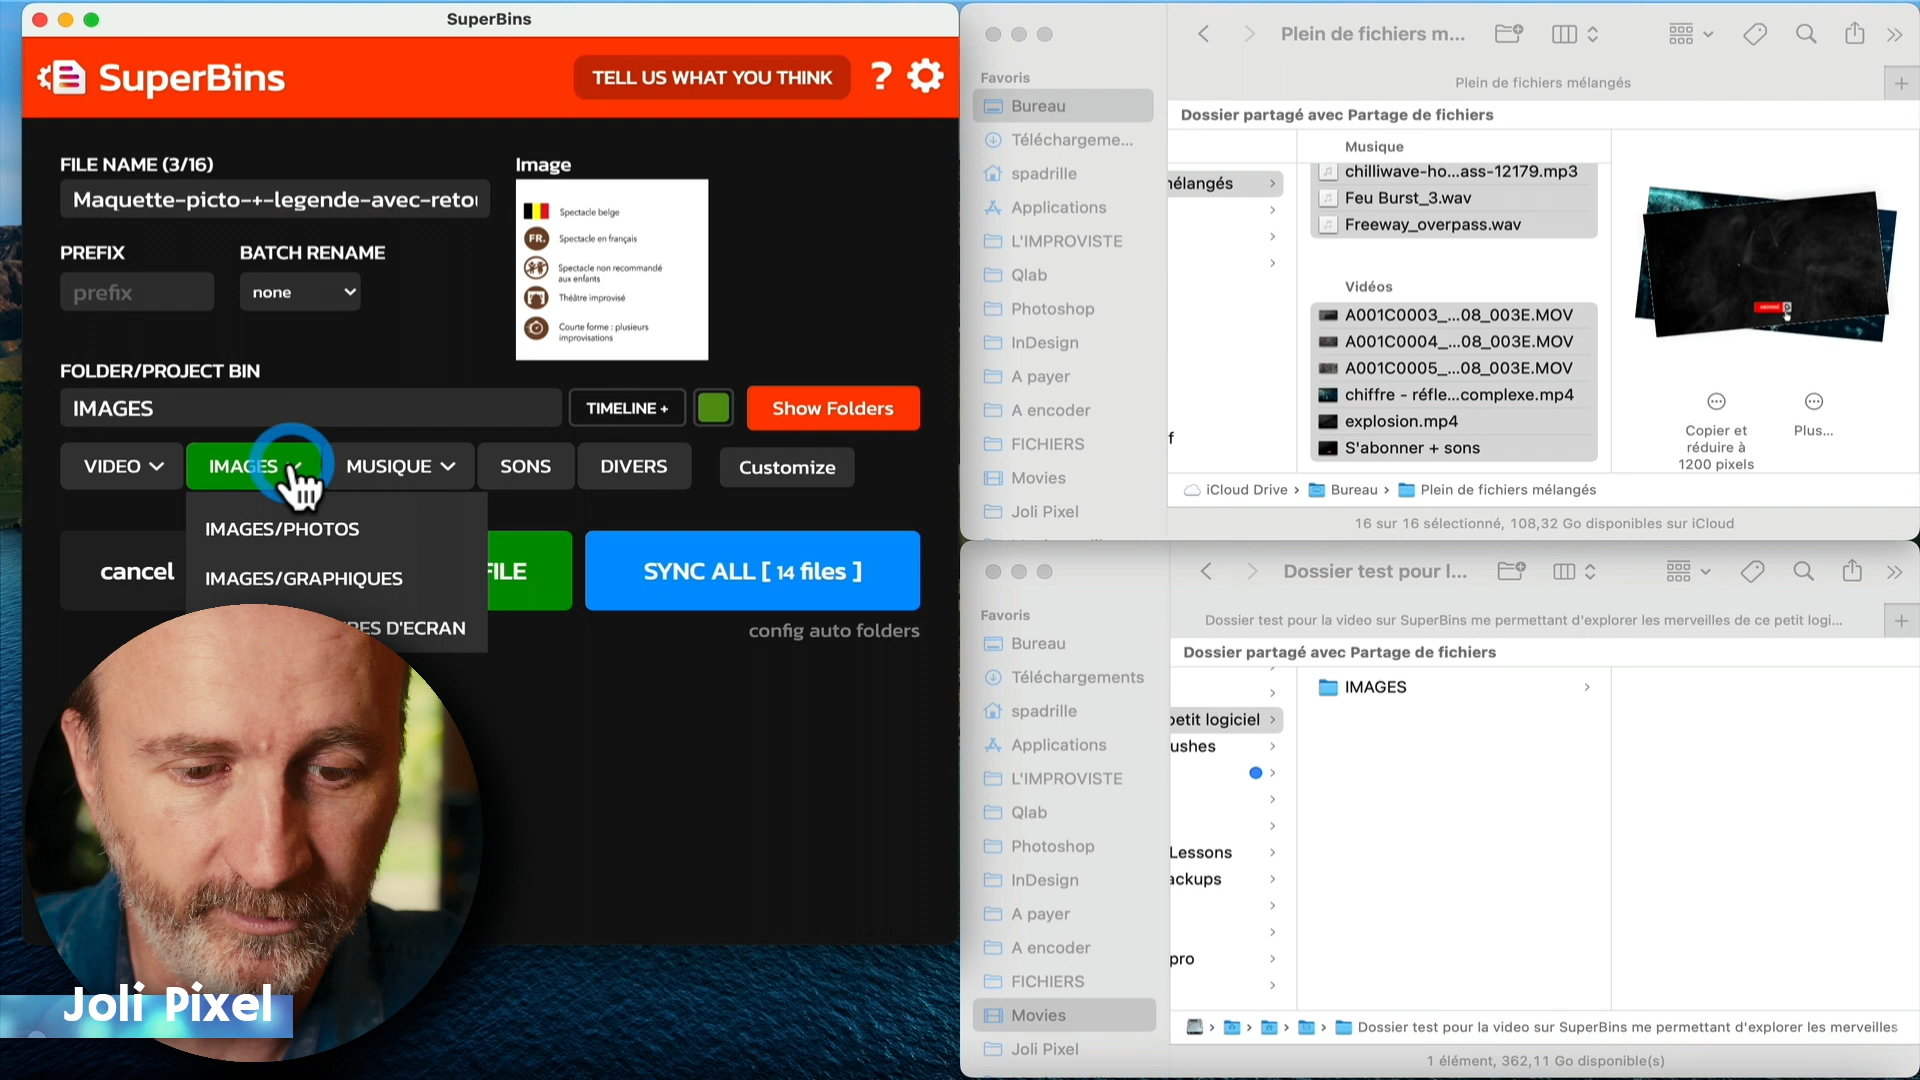 SuperBins
SuperBins
TELL US WHAT YOU THINK
?
FILE NAME (3/16)
Maquette-picto-+-legende-avec-retou
Image
Spectacle belge
FR.
Spectacle en français
Spectacle non recommandé
aux enfants
Théâtre improvisé
Courte forme : plusieurs
improvisations
PREFIX
BATCH RENAME
prefix
none
FOLDER/PROJECT BIN
IMAGES
TIMELINE +
Show Folders
VIDEO
IMAGES
MUSIQUE
SONS
DIVERS
Customize
IMAGES/PHOTOS
IMAGES/GRAPHIQUES
RES D'ECRAN
cancel
FILE
SYNC ALL [ 14 files ]
config auto folders
Joli Pixel
Plein de fichiers m...
Plein de fichiers mélangés
Favoris
Bureau
Téléchargeme...
spadrille
Applications
L'IMPROVISTE
Qlab
Photoshop
InDesign
A payer
A encoder
FICHIERS
Movies
Joli Pixel
Dossier partagé avec Partage de fichiers
mélangés
f
Musique
chilliwave-ho...ass-12179.mp3
Feu Burst_3.wav
Freeway_overpass.wav
Vidéos
A001C0003_...08_003E.MOV
A001C0004_...08_003E.MOV
A001C0005_...08_003E.MOV
chiffre - réfle...complexe.mp4
explosion.mp4
S'abonner + sons
Copier et
réduire à
1200 pixels
Plus...
iCloud Drive › Bureau › Plein de fichiers mélangés
16 sur 16 sélectionné, 108,32 Go disponibles sur iCloud
Dossier test pour l...
Dossier test pour la video sur SuperBins me permettant d'explorer les merveilles de ce petit logi...
Favoris
Bureau
Téléchargements
spadrille
Applications
L'IMPROVISTE
Qlab
Photoshop
InDesign
A payer
A encoder
FICHIERS
Movies
Joli Pixel
Dossier partagé avec Partage de fichiers
petit logiciel
ushes
Lessons
ackups
pro
IMAGES
Dossier test pour la video sur SuperBins me permettant d'explorer les merveilles
1 élément, 362,11 Go disponible(s)